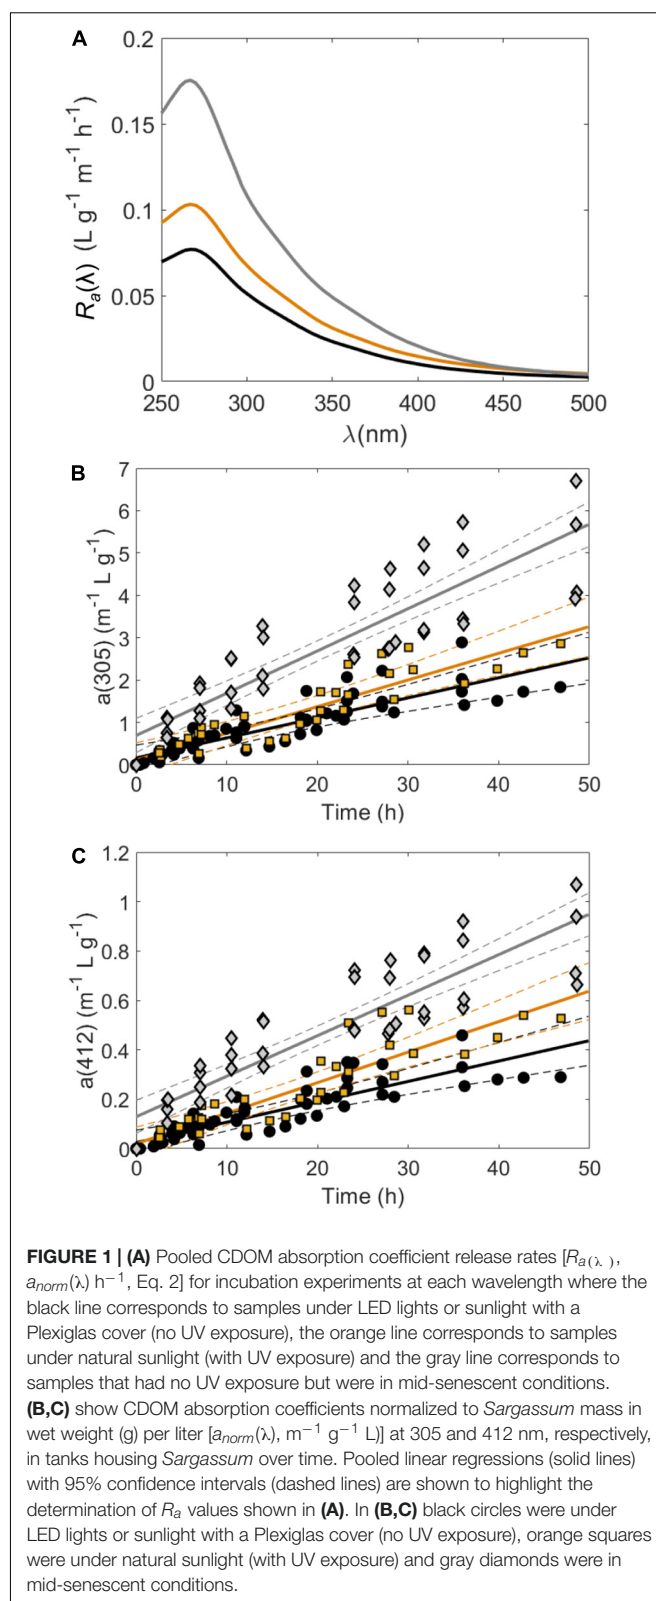 A
0.2
0.15
0.1
0.05
0
R_a(λ) (L g⁻¹ m⁻¹ h⁻¹)
250 300 350 400 450 500
λ(nm)
B
7
6
5
4
3
2
1
0
a(305) (m⁻¹ L g⁻¹)
0 10 20 30 40 50
Time (h)
C
1.2
1
0.8
0.6
0.4
0.2
0
a(412) (m⁻¹ L g⁻¹)
0 10 20 30 40 50
Time (h)
FIGURE 1 | (A) Pooled CDOM absorption coefficient release rates [R_a(λ),
a_norm(λ) h⁻¹, Eq. 2] for incubation experiments at each wavelength where the
black line corresponds to samples under LED lights or sunlight with a
Plexiglas cover (no UV exposure), the orange line corresponds to samples
under natural sunlight (with UV exposure) and the gray line corresponds to
samples that had no UV exposure but were in mid-senescent conditions.
(B,C) show CDOM absorption coefficients normalized to Sargassum mass in
wet weight (g) per liter [a_norm(λ), m⁻¹ g⁻¹ L)] at 305 and 412 nm, respectively,
in tanks housing Sargassum over time. Pooled linear regressions (solid lines)
with 95% confidence intervals (dashed lines) are shown to highlight the
determination of R_a values shown in (A). In (B,C) black circles were under
LED lights or sunlight with a Plexiglas cover (no UV exposure), orange squares
were under natural sunlight (with UV exposure) and gray diamonds were in
mid-senescent conditions.